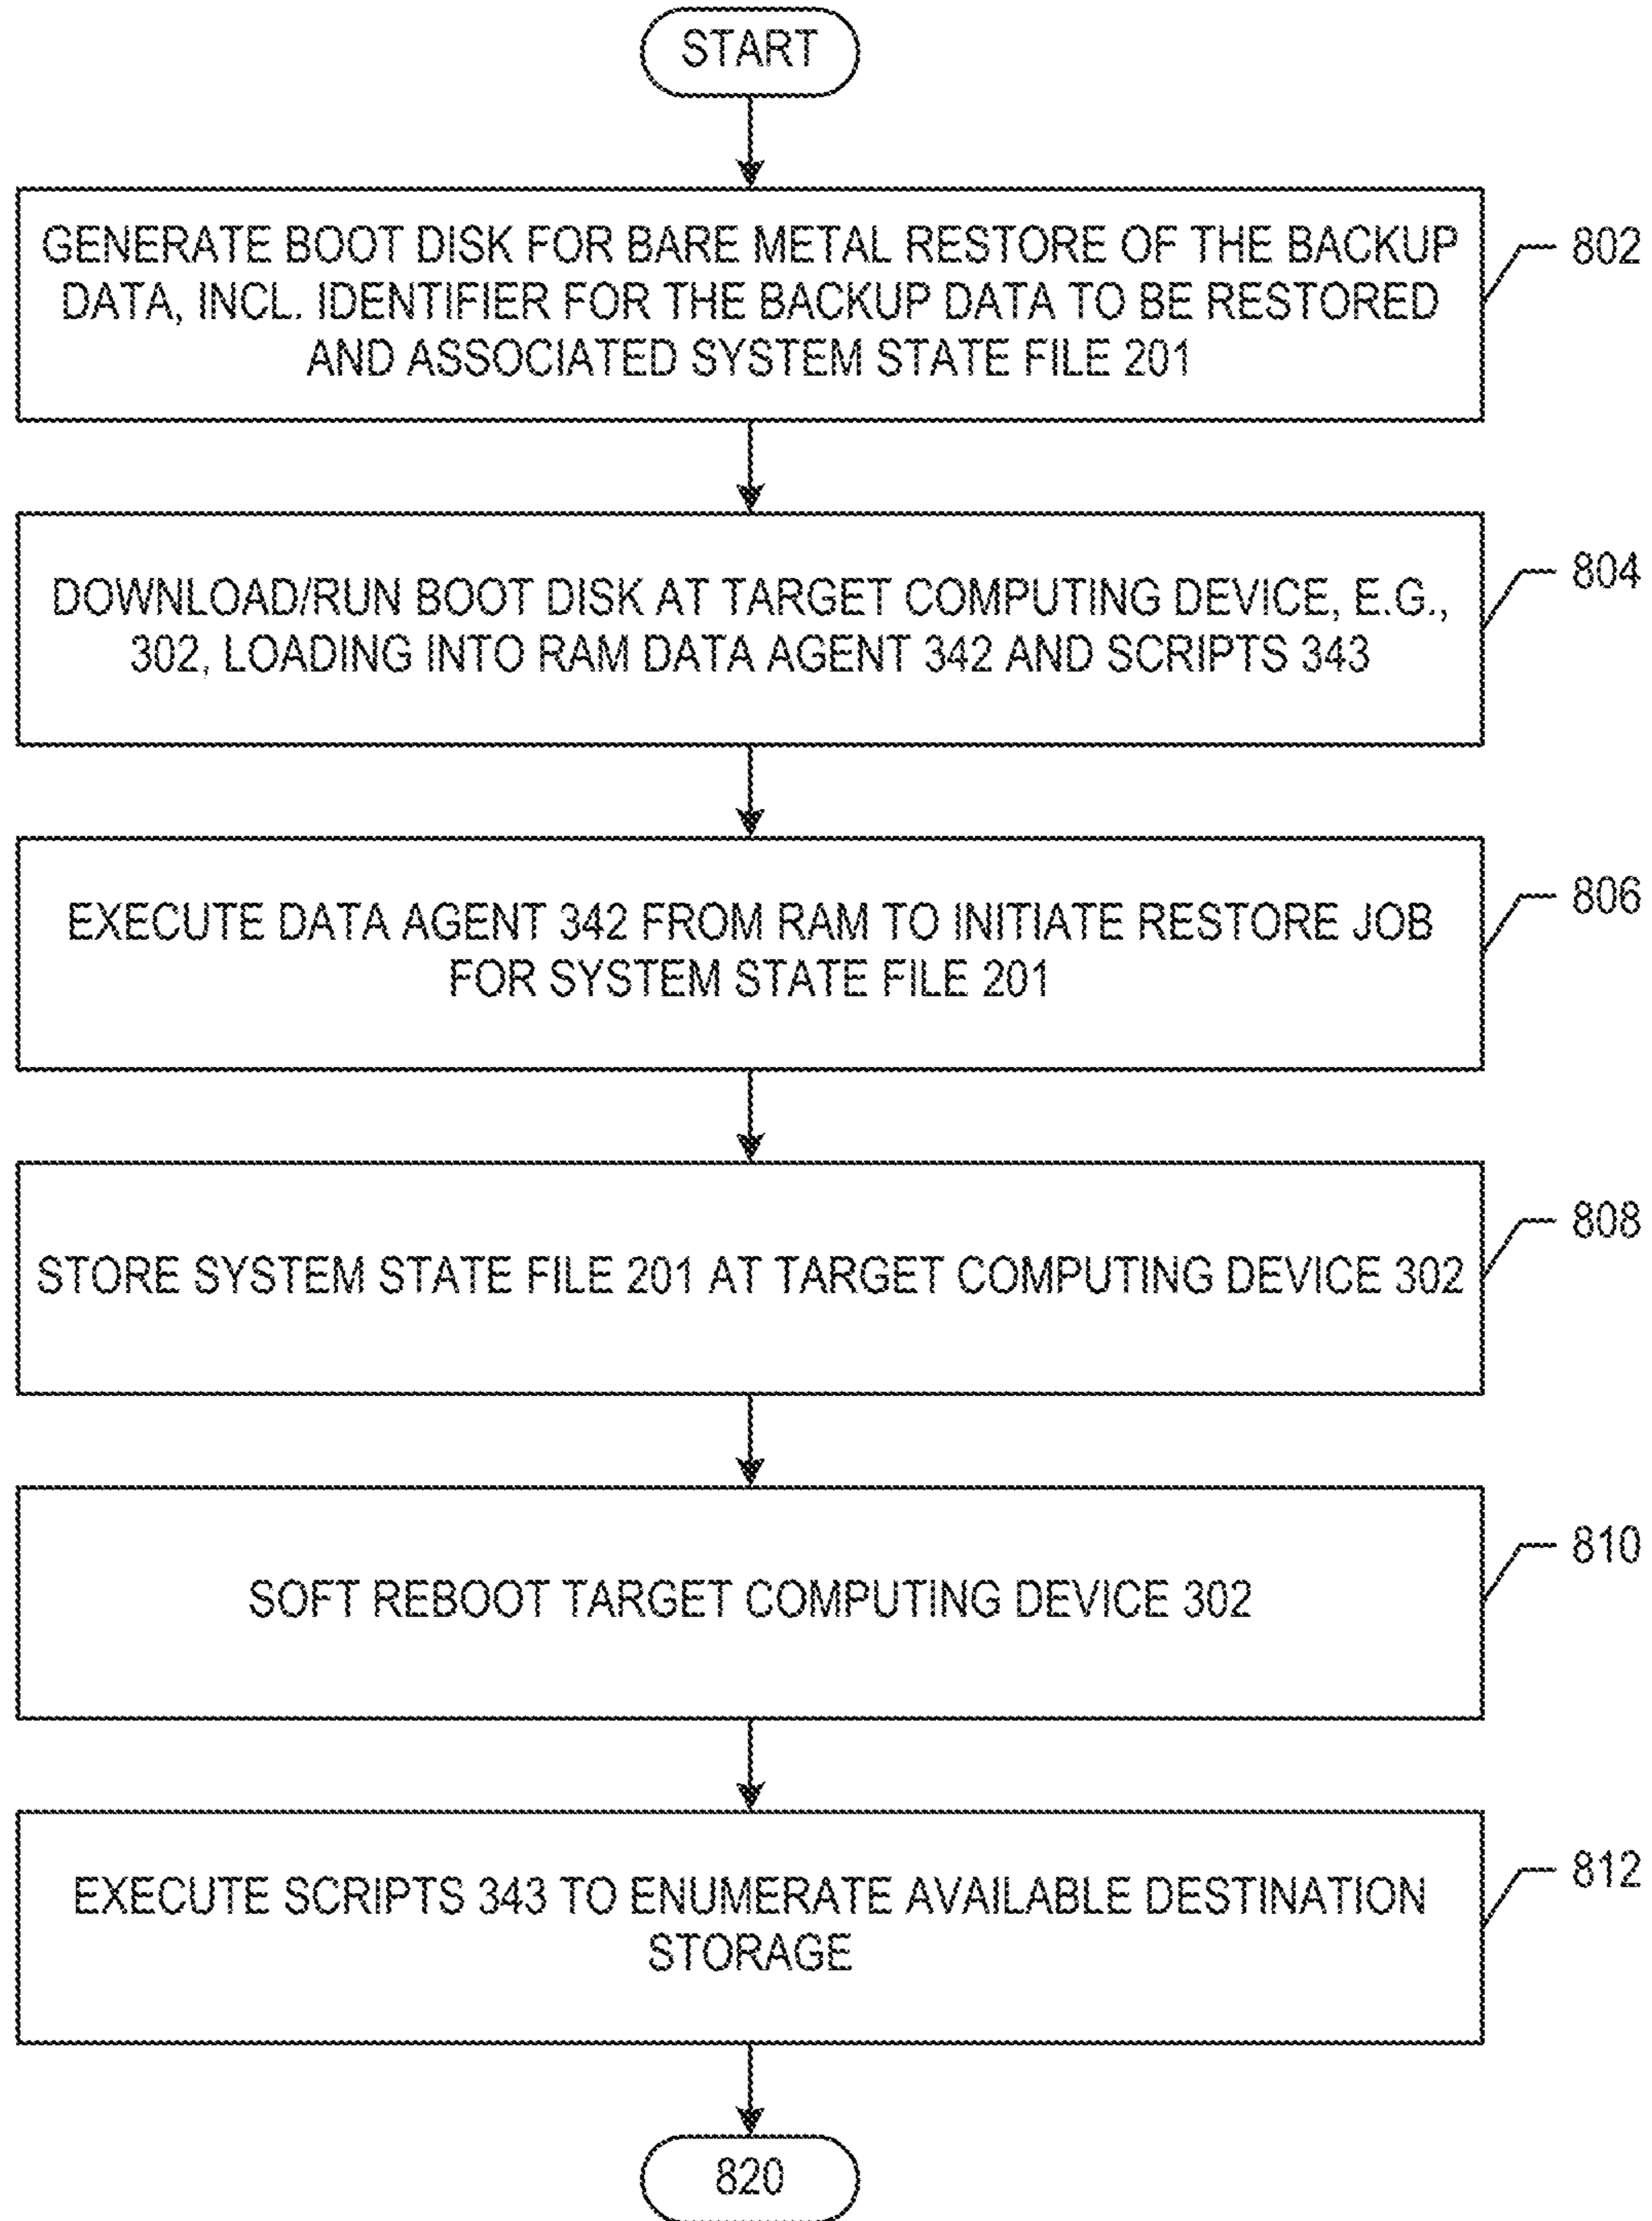 START
GENERATE BOOT DISK FOR BARE METAL RESTORE OF THE BACKUP
DATA, INCL. IDENTIFIER FOR THE BACKUP DATA TO BE RESTORED
AND ASSOCIATED SYSTEM STATE FILE 201
802
DOWNLOAD/RUN BOOT DISK AT TARGET COMPUTING DEVICE, E.G.,
302, LOADING INTO RAM DATA AGENT 342 AND SCRIPTS 343
804
EXECUTE DATA AGENT 342 FROM RAM TO INITIATE RESTORE JOB
FOR SYSTEM STATE FILE 201
806
STORE SYSTEM STATE FILE 201 AT TARGET COMPUTING DEVICE 302
808
SOFT REBOOT TARGET COMPUTING DEVICE 302
810
EXECUTE SCRIPTS 343 TO ENUMERATE AVAILABLE DESTINATION
STORAGE
812
820